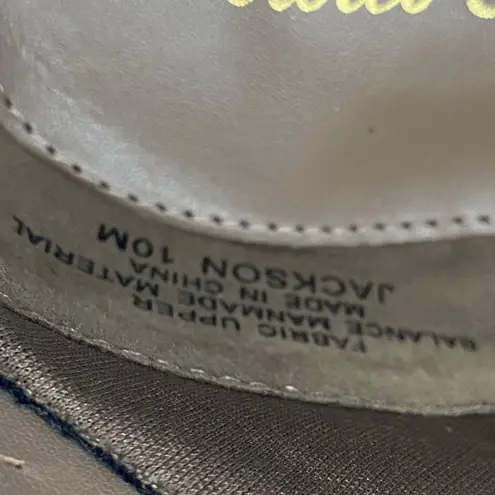 JACKSON 10M
MADE IN CHINA
BALANCE MANMADE MATERIAL
FABRIC UPPER